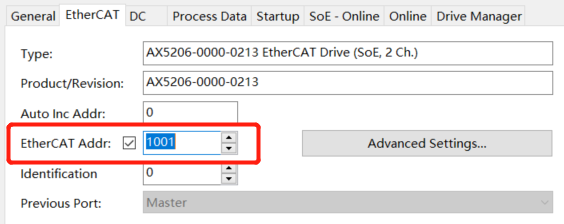 General EtherCAT DC Process Data Startup SoE - Online Online Drive Manager
Type: AX5206-0000-0213 EtherCAT Drive (SoE, 2 Ch.)
Product/Revision: AX5206-0000-0213
Auto Inc Addr: 0
EtherCAT Addr: 1001 Advanced Settings...
Identification 0
Previous Port: Master